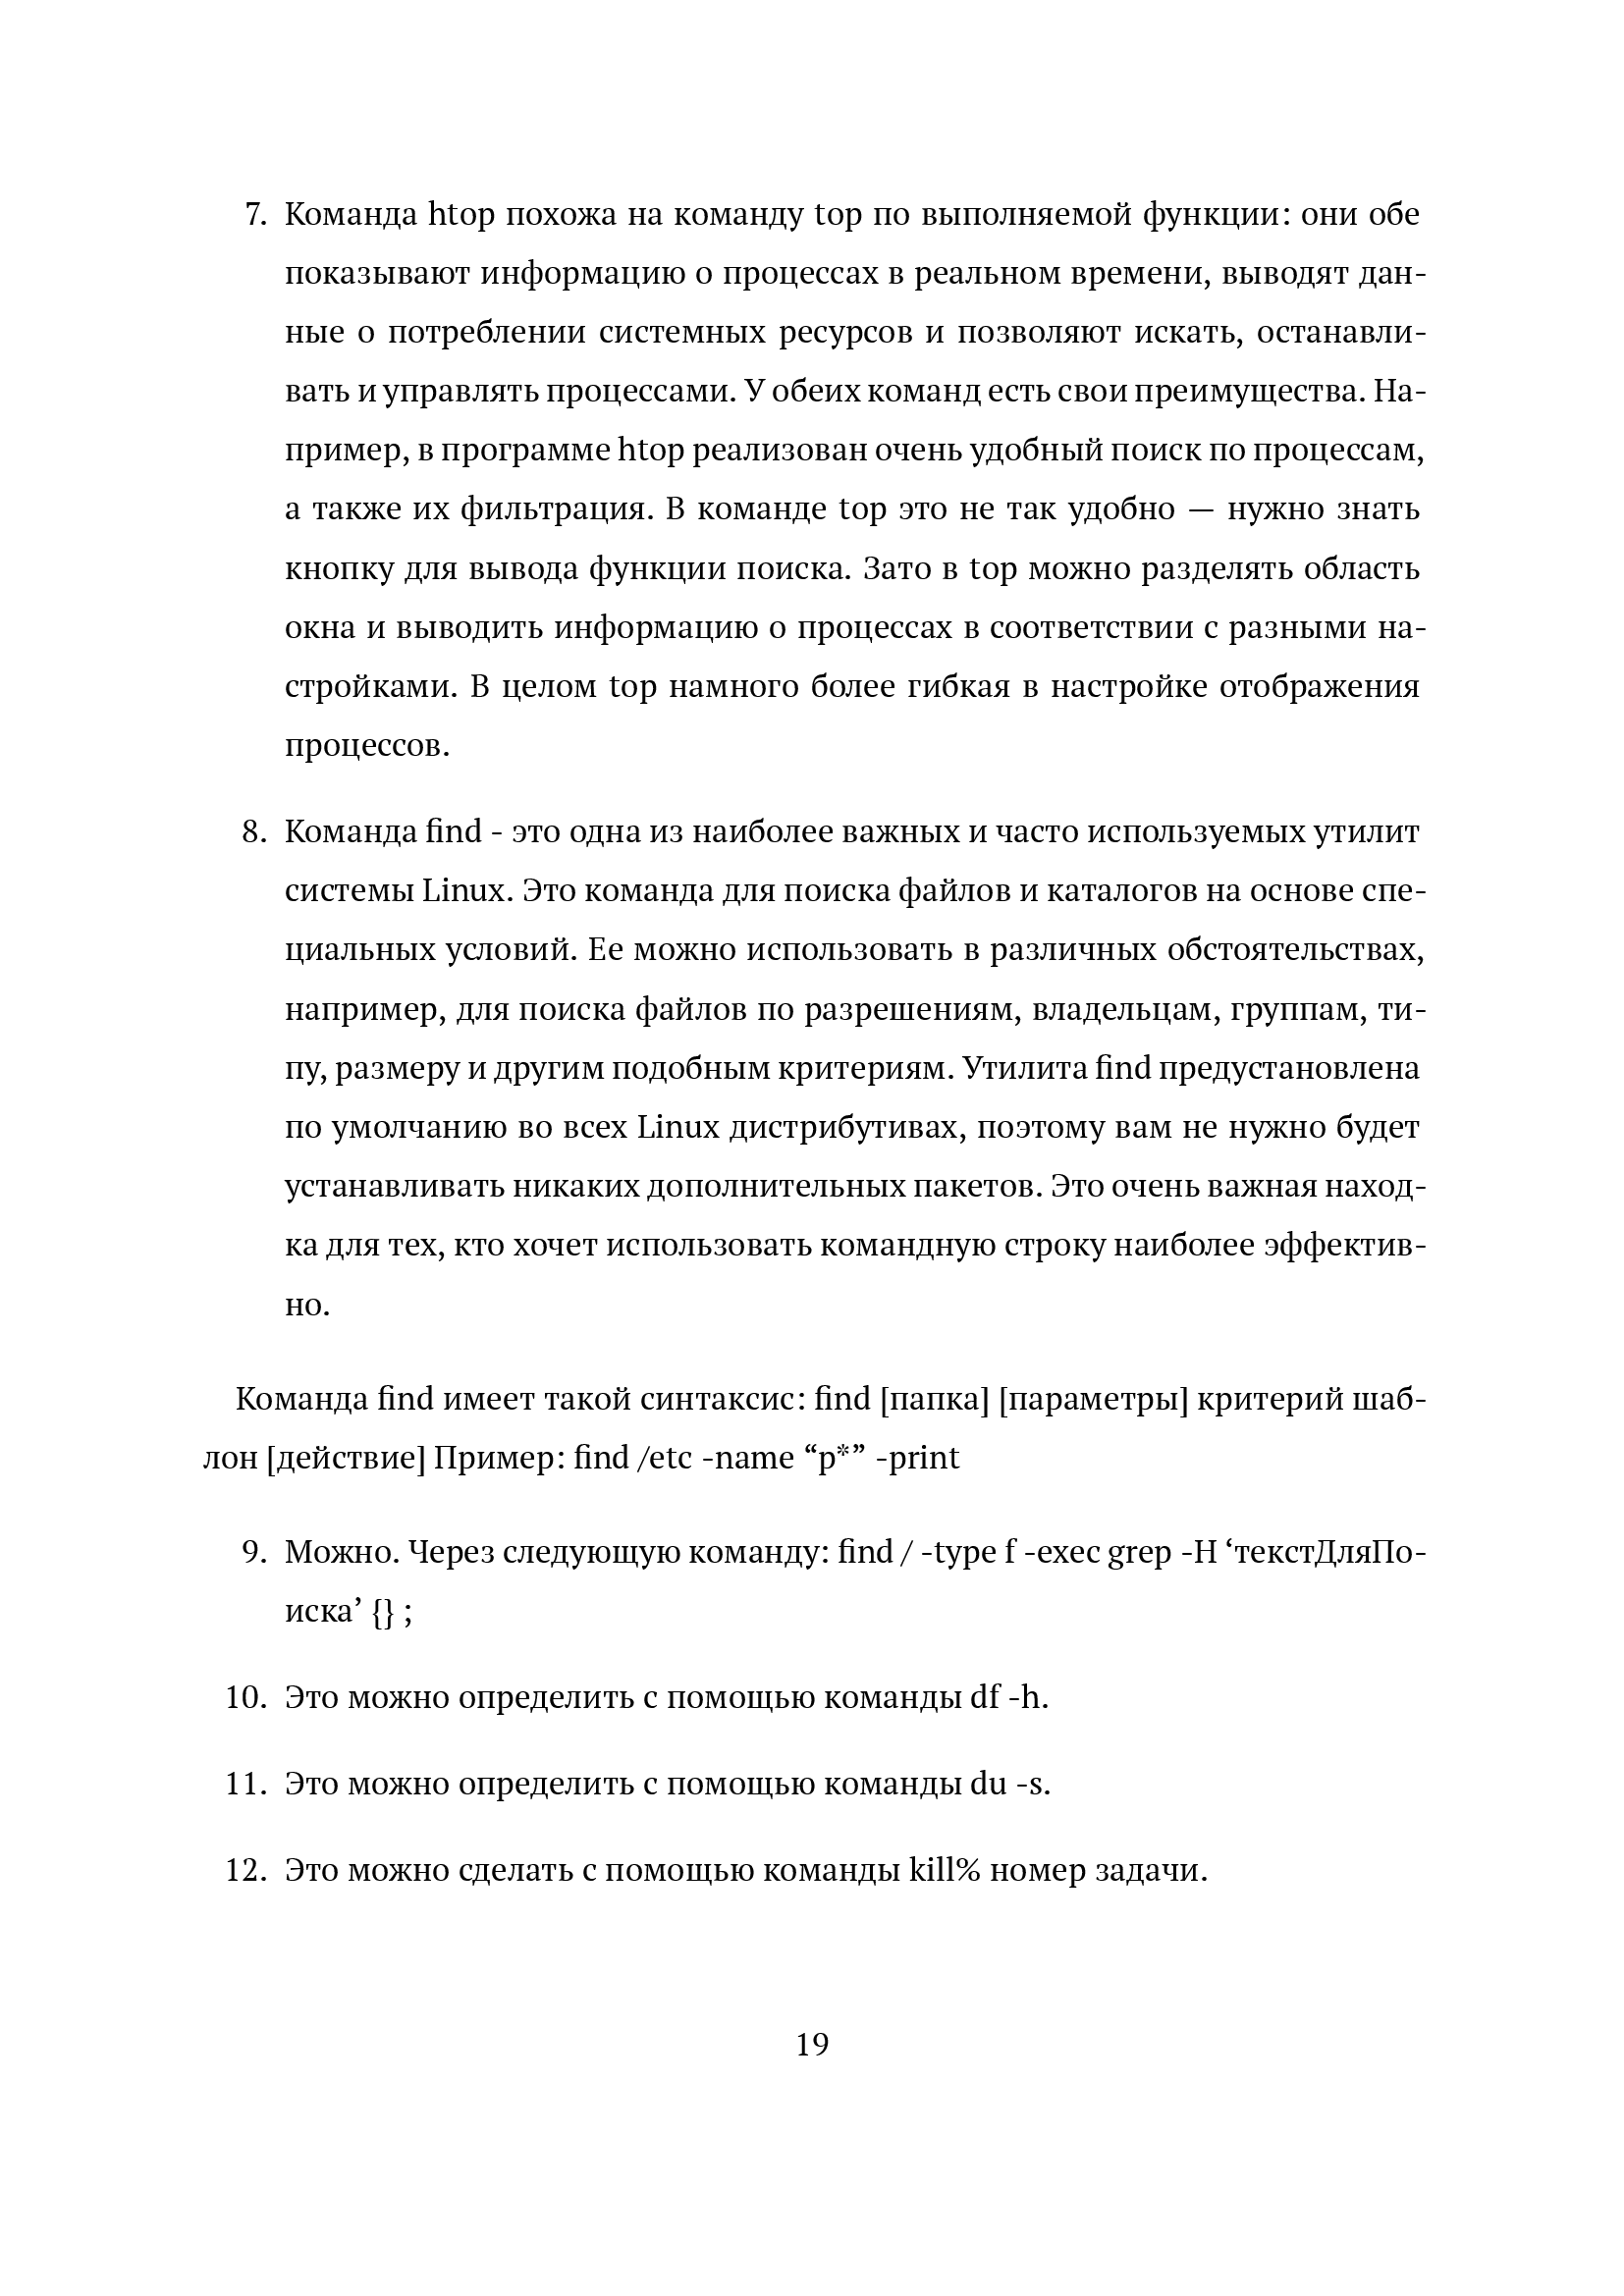 7. Команда htop похожа на команду top по выполняемой функции: они обе
показывают информацию о процессах в реальном времени, выводят дан-
ные о потреблении системных ресурсов и позволяют искать, останавли-
вать и управлять процессами. У обеих команд есть свои преимущества. На-
пример, в программе htop реализован очень удобный поиск по процессам,
а также их фильтрация. В команде top это не так удобно — нужно знать
кнопку для вывода функции поиска. Зато в top можно разделять область
окна и выводить информацию о процессах в соответствии с разными на-
стройками. В целом top намного более гибкая в настройке отображения
процессов.
8. Команда find - это одна из наиболее важных и часто используемых утилит
системы Linux. Это команда для поиска файлов и каталогов на основе спе-
циальных условий. Ее можно использовать в различных обстоятельствах,
например, для поиска файлов по разрешениям, владельцам, группам, ти-
пу, размеру и другим подобным критериям. Утилита find предустановлена
по умолчанию во всех Linux дистрибутивах, поэтому вам не нужно будет
устанавливать никаких дополнительных пакетов. Это очень важная наход-
ка для тех, кто хочет использовать командную строку наиболее эффектив-
но.
Команда find имеет такой синтаксис: find [папка] [параметры] критерий шаб-
лон [действие] Пример: find /etc -name “p*” -print
9. Можно. Через следующую команду: find / -type f -exec grep -H ‘текстДляПо-
иска’ {} ;
10. Это можно определить с помощью команды df -h.
11. Это можно определить с помощью команды du -s.
12. Это можно сделать с помощью команды kill% номер задачи.
19